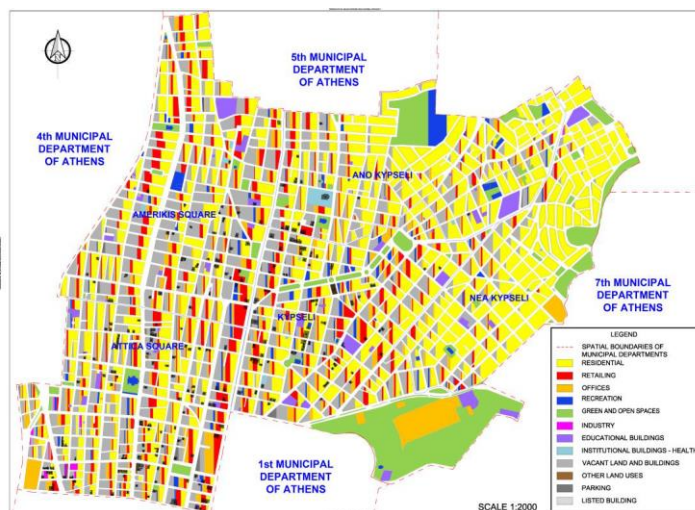 5th MUNICIPAL
DEPARTMENT
OF ATHENS
4th MUNICIPAL
DEPARTMENT
OF ATHENS
ANO KYPSELI
AMERIKIS SQUARE
7th MUNICIPAL
DEPARTMENT
OF ATHENS
NEA KYPSELI
KYPSELI
ATTICA SQUARE
1st MUNICIPAL
DEPARTMENT
OF ATHENS
LEGEND
SPATIAL BOUNDARIES OF
MUNICIPAL DEPARTMENTS
RESIDENTIAL
RETAILING
OFFICES
RECREATION
GREEN AND OPEN SPACES
INDUSTRY
EDUCATIONAL BUILDINGS
INSTITUTIONAL BUILDINGS - HEALTH
VACANT LAND AND BUILDINGS
OTHER LAND USES
PARKING
LISTED BUILDING
SCALE 1:2000